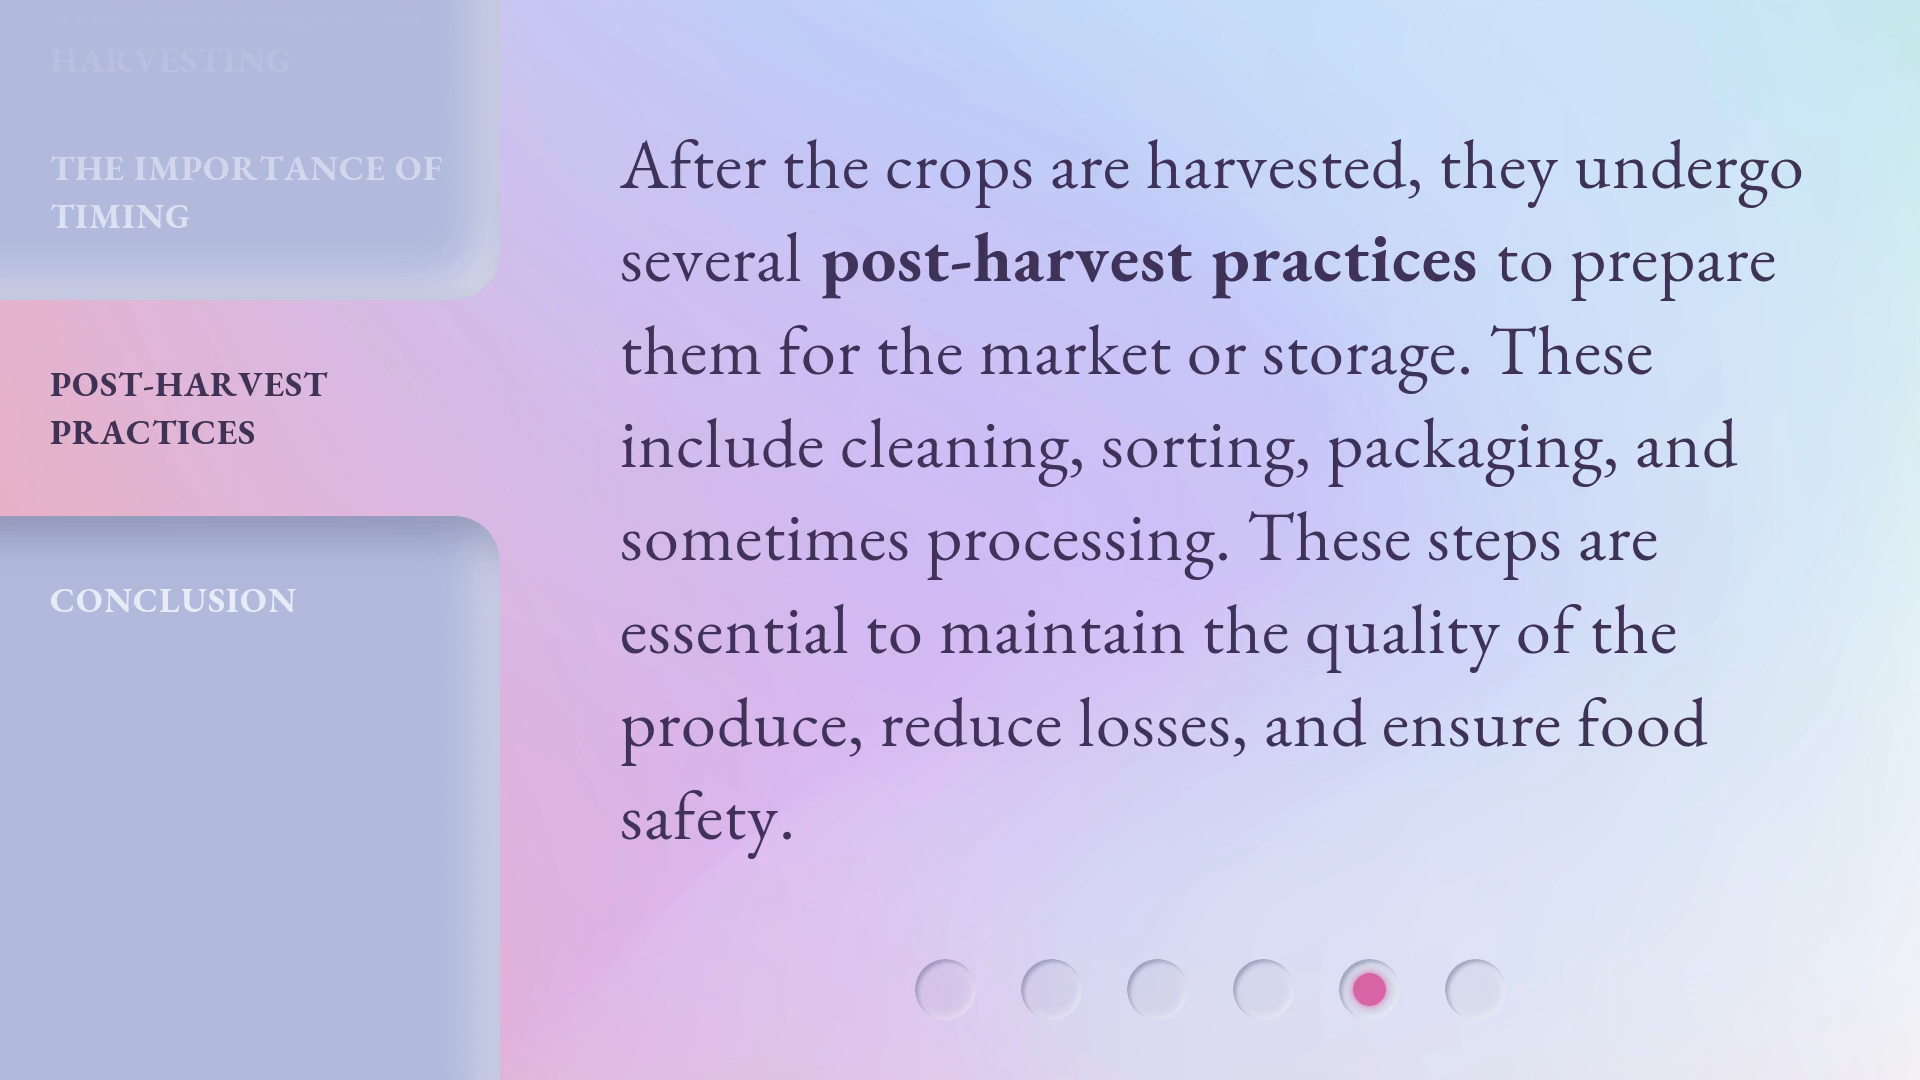 HARVESTING
THE IMPORTANCE OF
TIMING
POST-HARVEST
PRACTICES
CONCLUSION
After the crops are harvested, they undergo
several post-harvest practices to prepare
them for the market or storage. These
include cleaning, sorting, packaging, and
sometimes processing. These steps are
essential to maintain the quality of the
produce, reduce losses, and ensure food
safety.